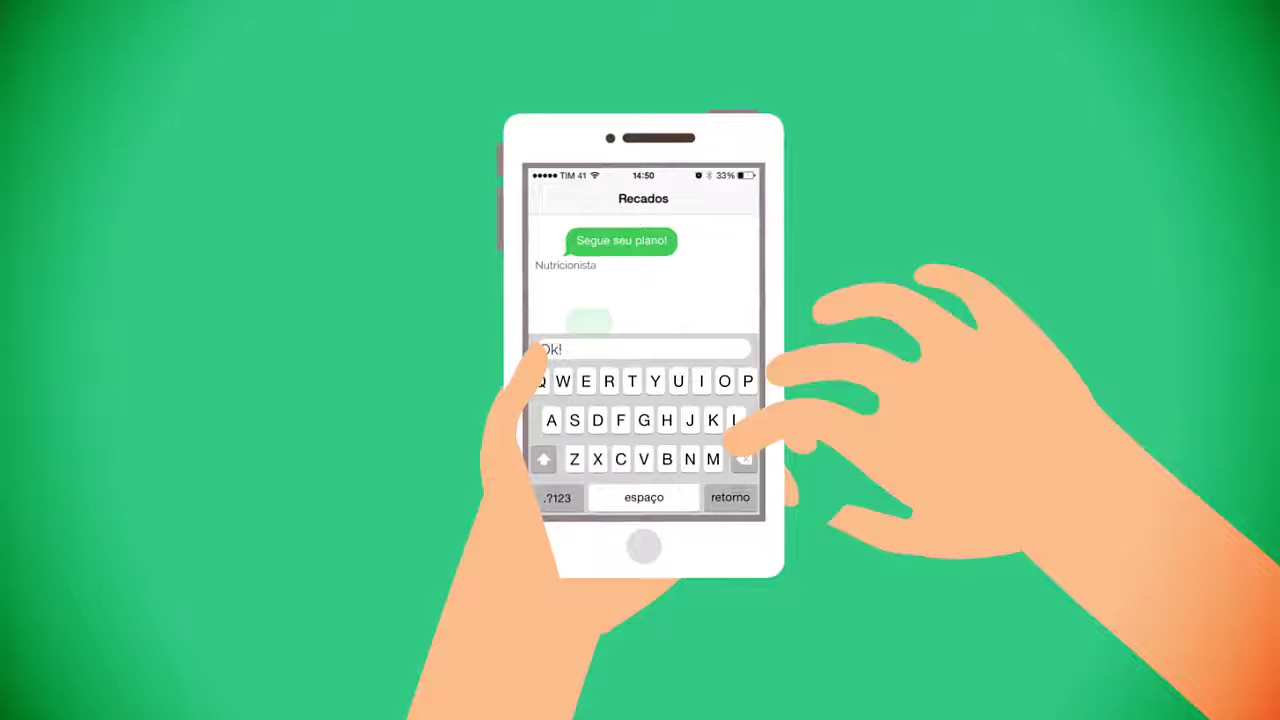 TIM 41 14:50 33%
Recados
Segue seu plano!
Nutricionista
Ok!
Q W E R T Y U I O P
A S D F G H J K L
Z X C V B N M
.?123 espaço retorno